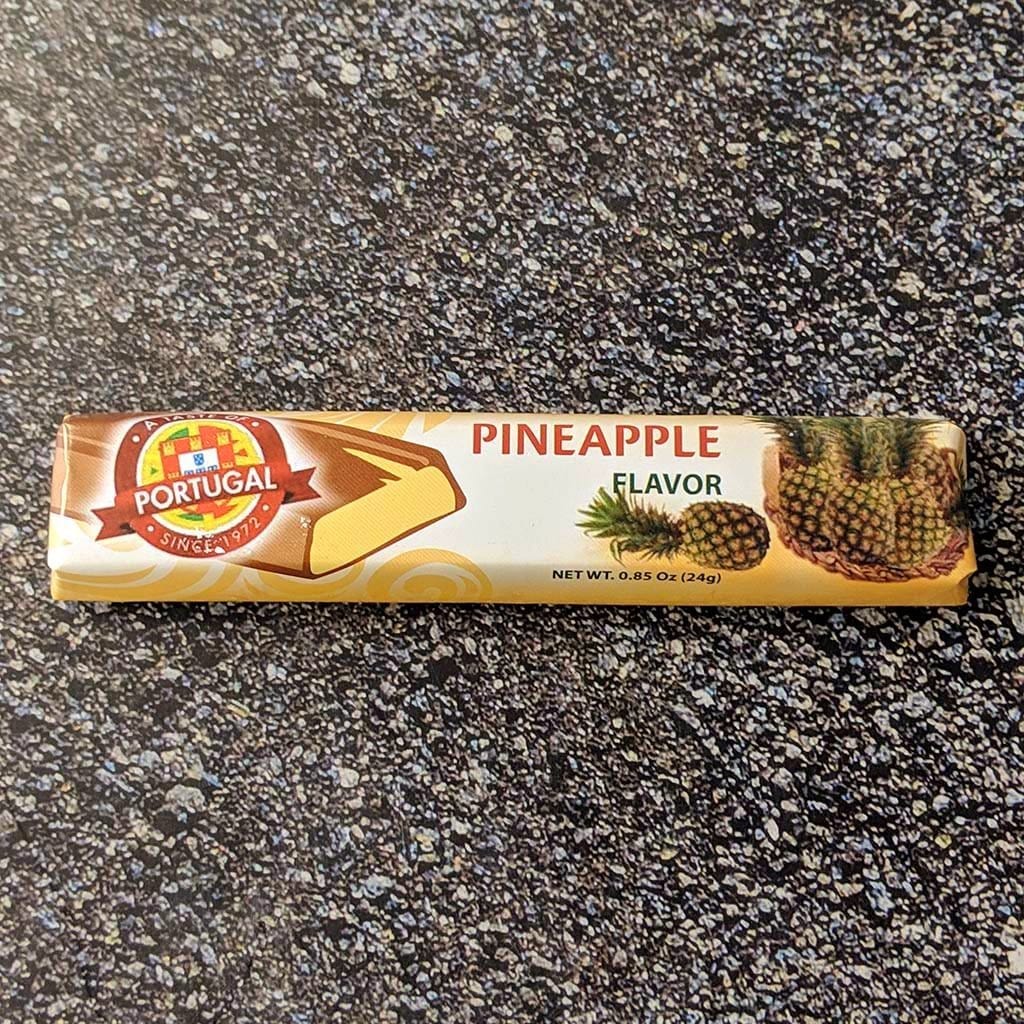 A TASTE OF
PORTUGAL
SINCE 1972
PINEAPPLE
FLAVOR
NET WT. 0.85 Oz (24g)